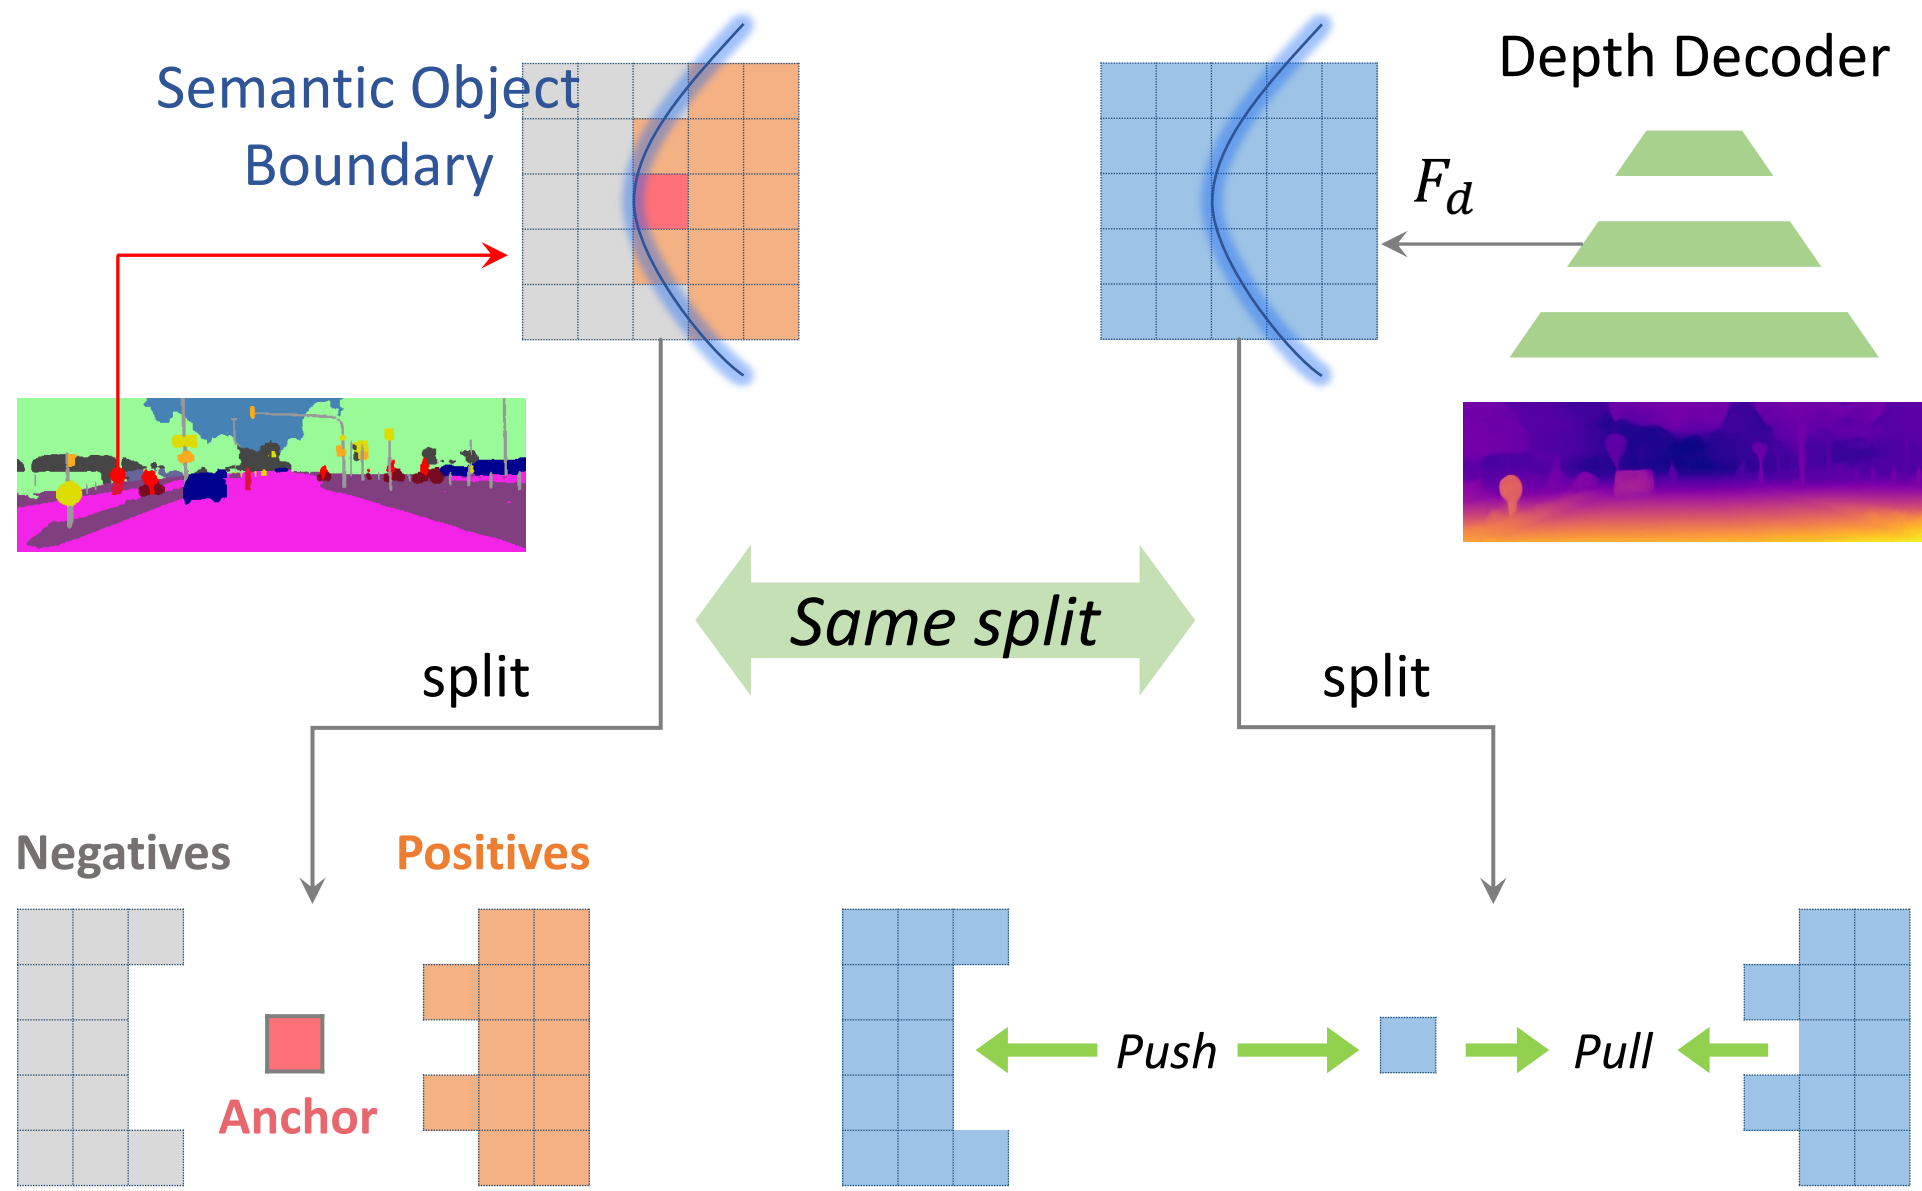 Semantic Object
Boundary
Depth Decoder
F_d
Same split
split
split
Negatives
Positives
Anchor
Push
Pull